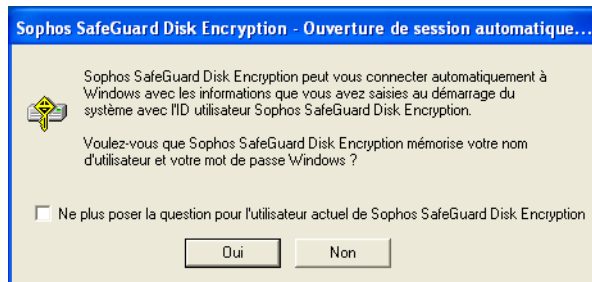 Sophos SafeGuard Disk Encryption - Ouverture de session automatique...
Sophos SafeGuard Disk Encryption peut vous connecter automatiquement à
Windows avec les informations que vous avez saisies au démarrage du
système avec l'ID utilisateur Sophos SafeGuard Disk Encryption.
Voulez-vous que Sophos SafeGuard Disk Encryption mémorise votre nom
d'utilisateur et votre mot de passe Windows ?
Ne plus poser la question pour l'utilisateur actuel de Sophos SafeGuard Disk Encryption
Oui
Non